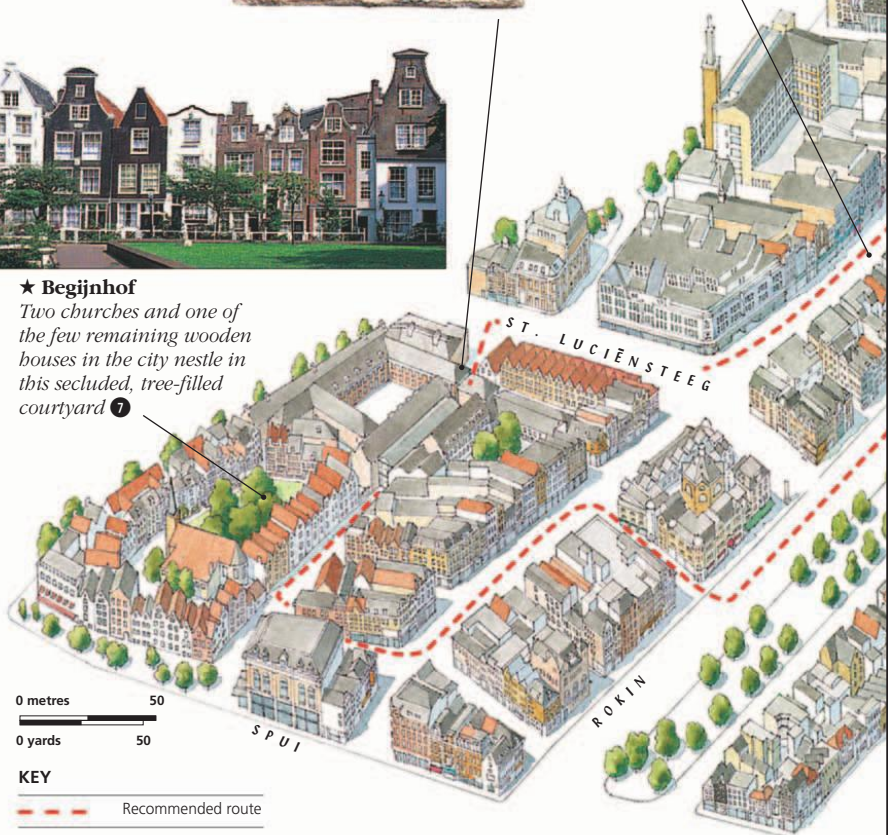 ★ Begijnhof
Two churches and one of
the few remaining wooden
houses in the city nestle in
this secluded, tree-filled
courtyard 7
ST. LUCIËNSTEEG
ROKIN
SPUI
0 metres 50
0 yards 50
KEY
Recommended route